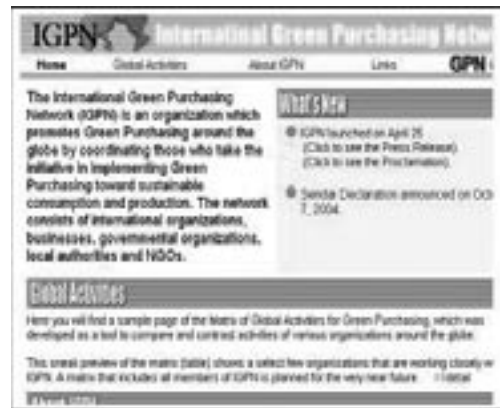 IGPN International Green Purchasing Netw
Home Global Activities About IGPN Links GPN
The International Green Purchasing
Network (IGPN) is an organization which
promotes Green Purchasing around the
globe by coordinating those who take the
initiative in implementing Green
Purchasing toward sustainable
consumption and production. The network
consists of international organizations,
businesses, governmental organizations,
local authorities and NGOs.
What's New
IGPN launched on April 25
(Click to see the Press Release)
(Click to see the Proclamation).
Sendai Declaration announced on Octo
7, 2004.
Global Activities
Here you will find a sample page of the Matrix of Global Activities for Green Purchasing, which was
developed as a tool to compare and contrast activities of various organizations around the globe.
This sneak preview of the matrix (table) shows a select few organizations that are working closely w
IGPN. A matrix that includes all members of IGPN is planned for the very near future. detail
About IGPN